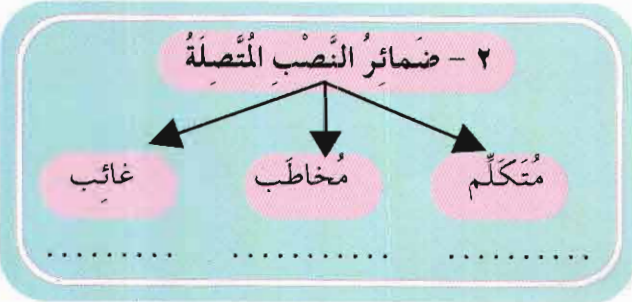 ٢ - ضَمائِرُ النَّصْبِ المُتَّصِلَةُ
مُتَكَلِّم مُخاطَب غائِب
.......... ............ .........